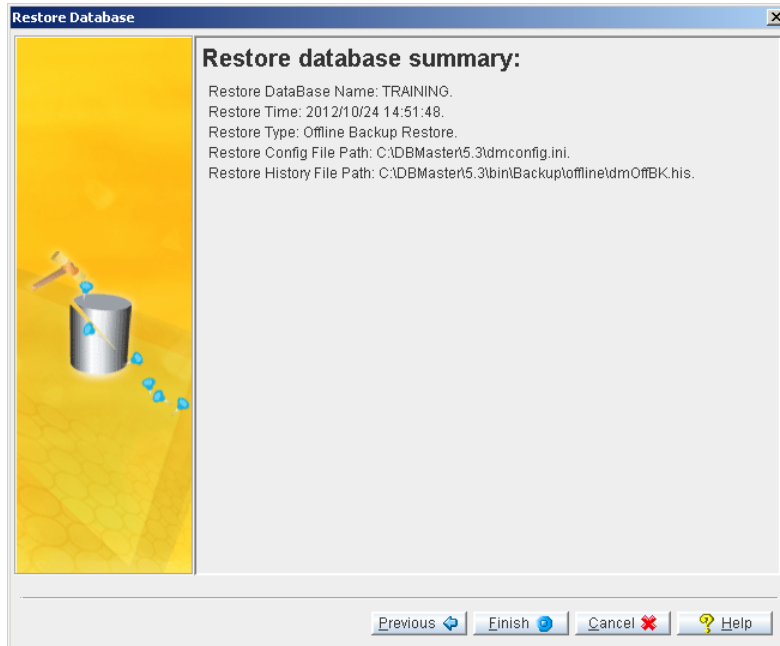 Restore Database
Restore database summary:
Restore DataBase Name: TRAINING.
Restore Time: 2012/10/24 14:51:48.
Restore Type: Offline Backup Restore.
Restore Config File Path: C:\DBMaster\5.3\dmconfig.ini.
Restore History File Path: C:\DBMaster\5.3\bin\Backup\offline\dmOffBK.his.
Previous Finish Cancel Help